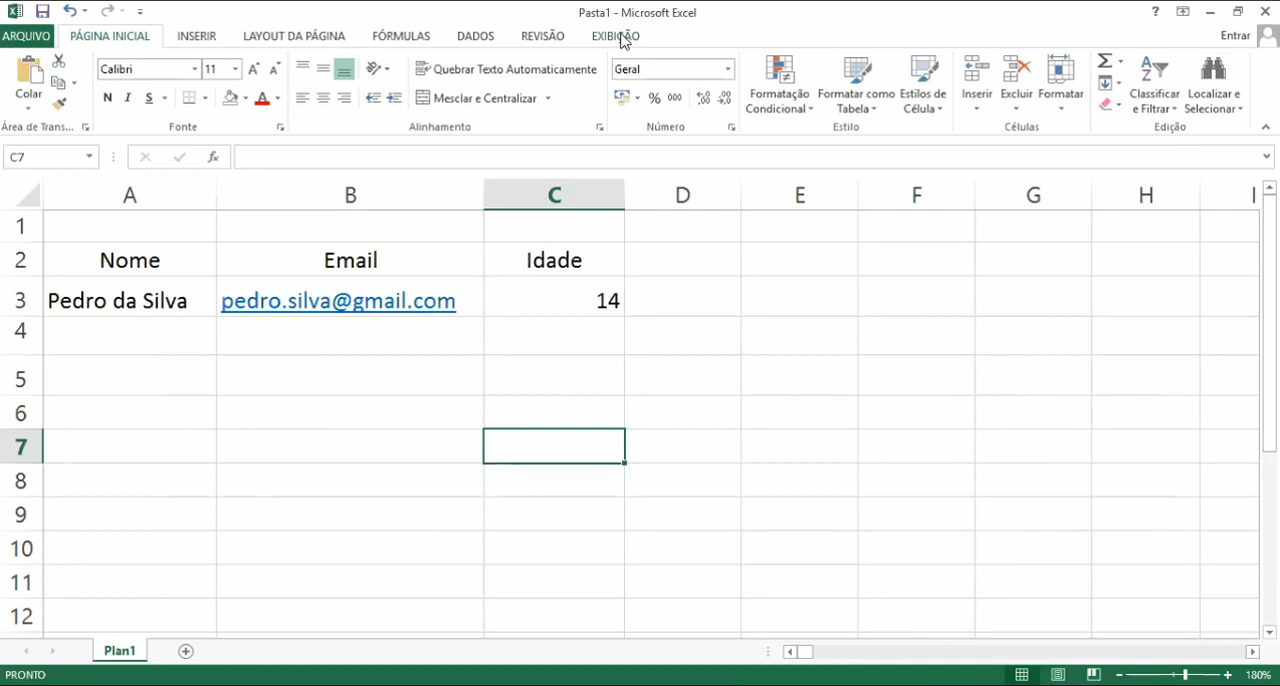 Pasta1 - Microsoft Excel
ARQUIVO PÁGINA INICIAL INSERIR LAYOUT DA PÁGINA FÓRMULAS DADOS REVISÃO EXIBIÇÃO Entrar
Colar
Área de Transf...
Calibri 11
N I S
Fonte
Quebrar Texto Automaticamente
Mesclar e Centralizar
Alinhamento
Geral
% 000
Número
Formatação Condicional
Formatar como Tabela
Estilos de Célula
Estilo
Inserir Excluir Formatar
Células
Classificar e Filtrar
Localizar e Selecionar
Edição
C7 fx
A B C D E F G H I
1
2 Nome Email Idade
3 Pedro da Silva pedro.silva@gmail.com 14
4
5
6
7
8
9
10
11
12
Plan1
PRONTO 180%